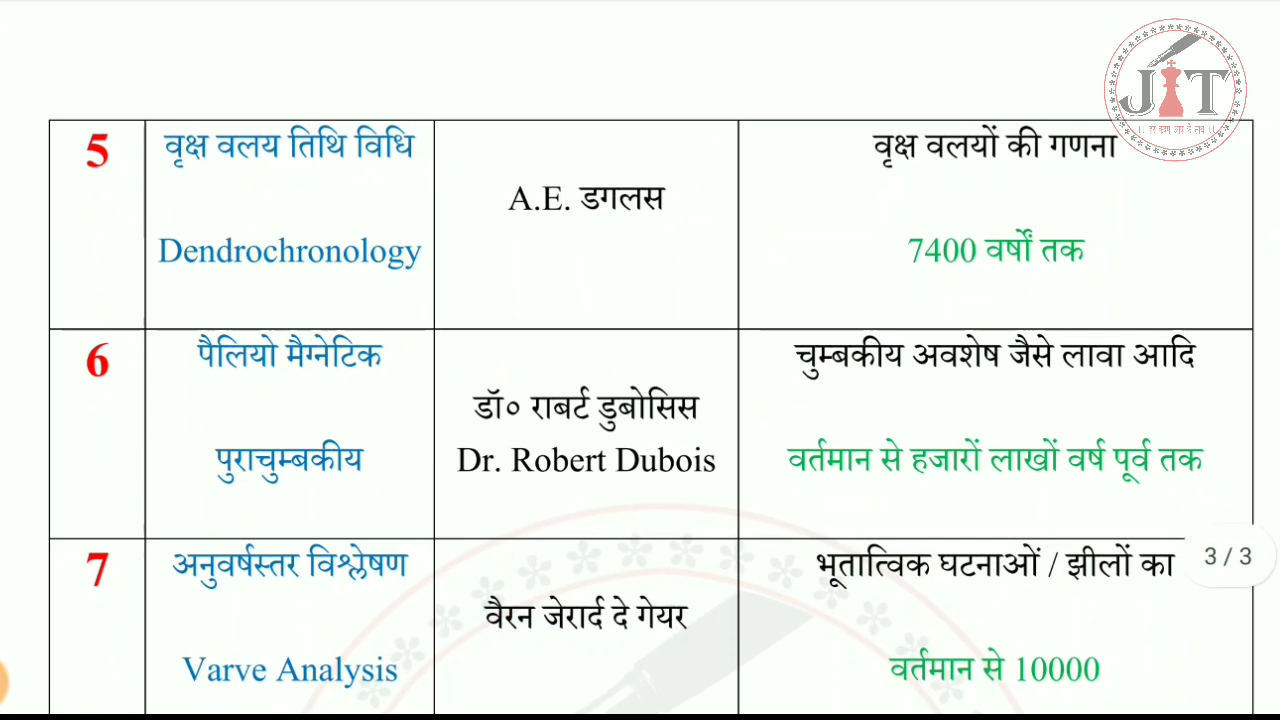 JIT
5
वृक्ष वलय तिथि विधि
Dendrochronology
A.E. डगलस
वृक्ष वलयों की गणना
7400 वर्षों तक
6
पैलियो मैग्नेटिक
पुराचुम्बकीय
डॉ० राबर्ट डुबोसिस
Dr. Robert Dubois
चुम्बकीय अवशेष जैसे लावा आदि
वर्तमान से हजारों लाखों वर्ष पूर्व तक
7
अनुवर्षस्तर विश्लेषण
Varve Analysis
वैरन जेरार्द दे गेयर
भूतात्विक घटनाओं / झीलों का
वर्तमान से 10000
3 / 3